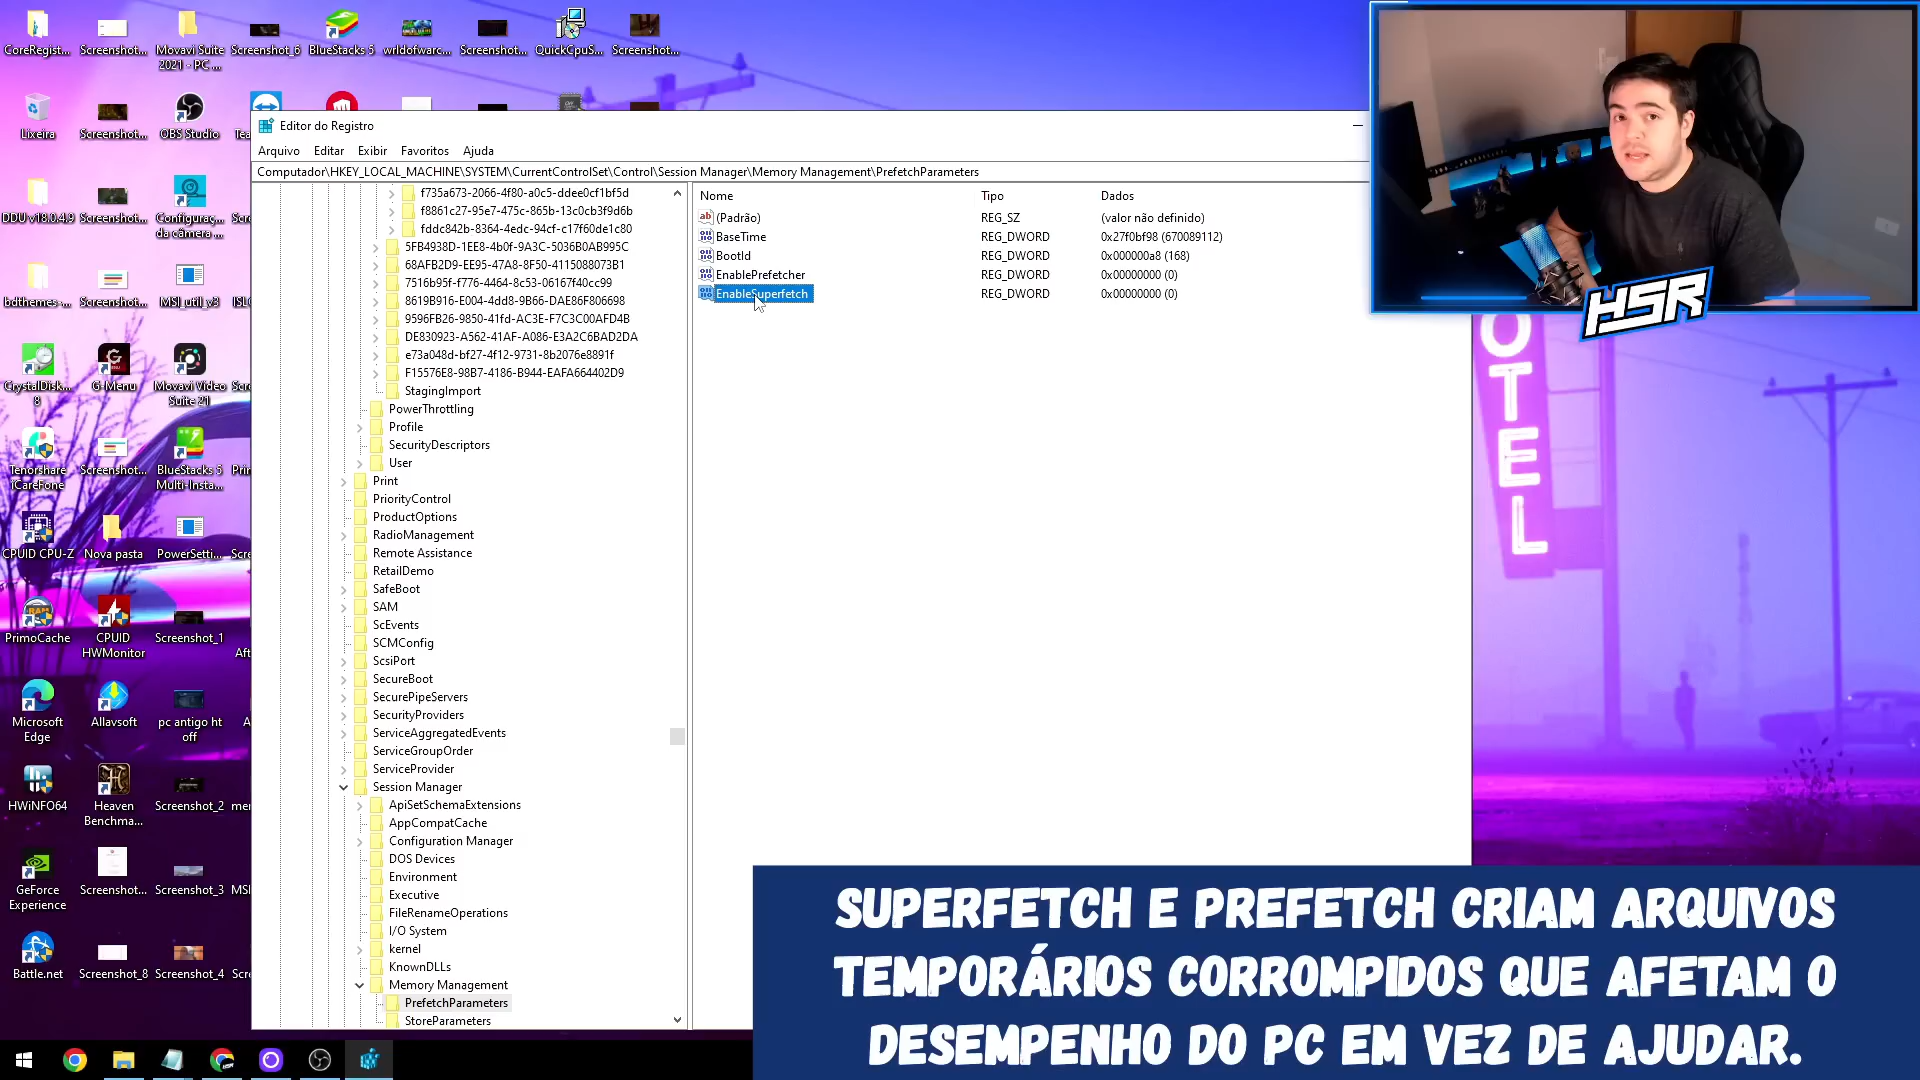 CoreRegist...
Screenshot...
Movavi Suite
2021 - PC ...
Screenshot_6
BlueStacks 5
wrldofwarc...
Screenshot...
QuickCpuS...
Screenshot...
Lixeira
Screenshot...
OBS Studio
DDU v18.0.4.9
Screenshot...
Configuraç...
da câmera ...
bdthemes-...
Screenshot...
MSI_util_v3
CrystalDisk...
8
G-Menu
Movavi Video
Suite 21
Tenorshare
iCareFone
Screenshot...
BlueStacks 5
Multi-Insta...
CPUID CPU-Z
Nova pasta
PowerSetti...
PrimoCache
CPUID
HWMonitor
Screenshot_1
Microsoft
Edge
Allavsoft
pc antigo ht
off
HWiNFO64
Heaven
Benchma...
Screenshot_2
GeForce
Experience
Screenshot...
Screenshot_3
Battle.net
Screenshot_8
Screenshot_4
Editor do Registro
Arquivo Editar Exibir Favoritos Ajuda
Computador\HKEY_LOCAL_MACHINE\SYSTEM\CurrentControlSet\Control\Session Manager\Memory Management\PrefetchParameters
f735a673-2066-4f80-a0c5-ddee0cf1bf5d
f8861c27-95e7-475c-865b-13c0cb3f9d6b
fddc842b-8364-4edc-94cf-c17f60de1c80
5FB4938D-1EE8-4b0f-9A3C-5036B0AB995C
68AFB2D9-EE95-47A8-8F50-4115088073B1
7516b95f-f776-4464-8c53-06167f40cc99
8619B916-E004-4dd8-9B66-DAE86F806698
9596FB26-9850-41fd-AC3E-F7C3C00AFD4B
DE830923-A562-41AF-A086-E3A2C6BAD2DA
e73a048d-bf27-4f12-9731-8b2076e8891f
F15576E8-98B7-4186-B944-EAFA664402D9
StagingImport
PowerThrottling
Profile
SecurityDescriptors
User
Print
PriorityControl
ProductOptions
RadioManagement
Remote Assistance
RetailDemo
SafeBoot
SAM
ScEvents
SCMConfig
ScsiPort
SecureBoot
SecurePipeServers
SecurityProviders
ServiceAggregatedEvents
ServiceGroupOrder
ServiceProvider
Session Manager
ApiSetSchemaExtensions
AppCompatCache
Configuration Manager
DOS Devices
Environment
Executive
FileRenameOperations
I/O System
kernel
KnownDLLs
Memory Management
PrefetchParameters
StoreParameters
Nome Tipo Dados
(Padrão) REG_SZ (valor não definido)
BaseTime REG_DWORD 0x27f0bf98 (670089112)
BootId REG_DWORD 0x000000a8 (168)
EnablePrefetcher REG_DWORD 0x00000000 (0)
EnableSuperfetch REG_DWORD 0x00000000 (0)
HSR
OTEL
SUPERFETCH E PREFETCH CRIAM ARQUIVOS
TEMPORÁRIOS CORROMPIDOS QUE AFETAM O
DESEMPENHO DO PC EM VEZ DE AJUDAR.